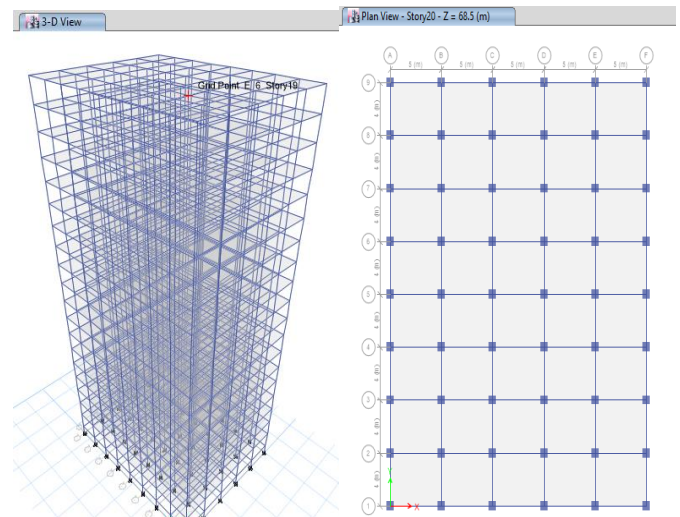 3-D View
Grid Point E 6 Story19
Plan View - Story20 - Z = 68.5 (m)
A B C D E F
5 (m) 5 (m) 5 (m) 5 (m) 5 (m)
9
4 (m)
8
4 (m)
7
4 (m)
6
4 (m)
5
4 (m)
4
4 (m)
3
4 (m)
2
4 (m)
Y
1
X